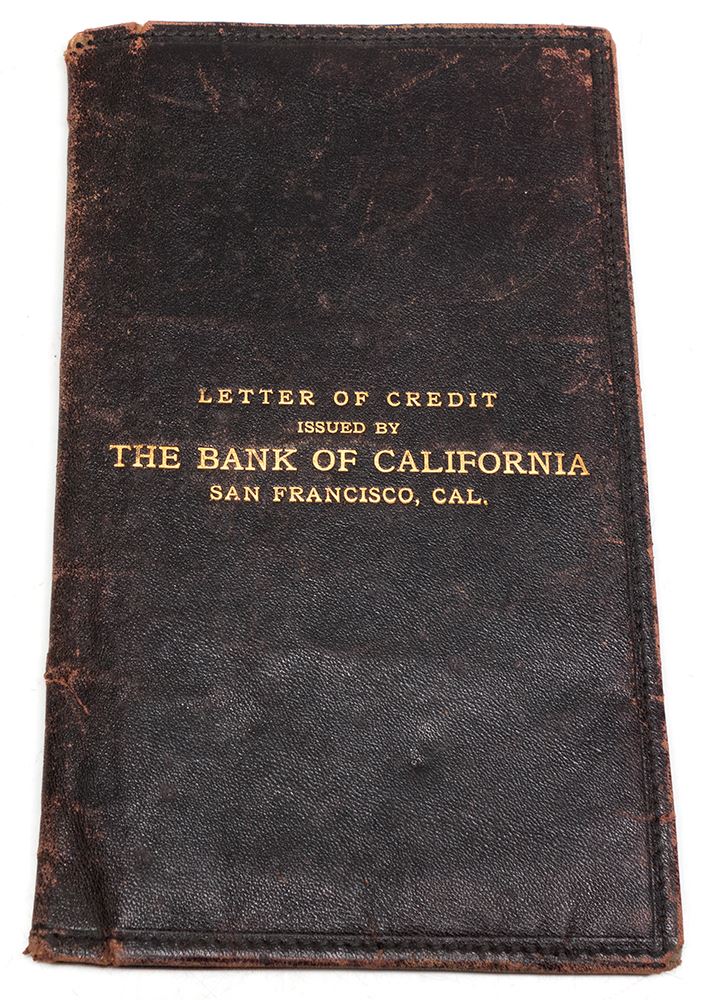 LETTER OF CREDIT
ISSUED BY
THE BANK OF CALIFORNIA
SAN FRANCISCO, CAL.